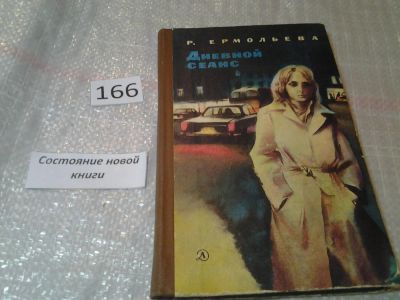 Р. ЕРМОЛЬЕВА
ДНЕВНОЙ
СЕАНС
166
Состояние новой
книги